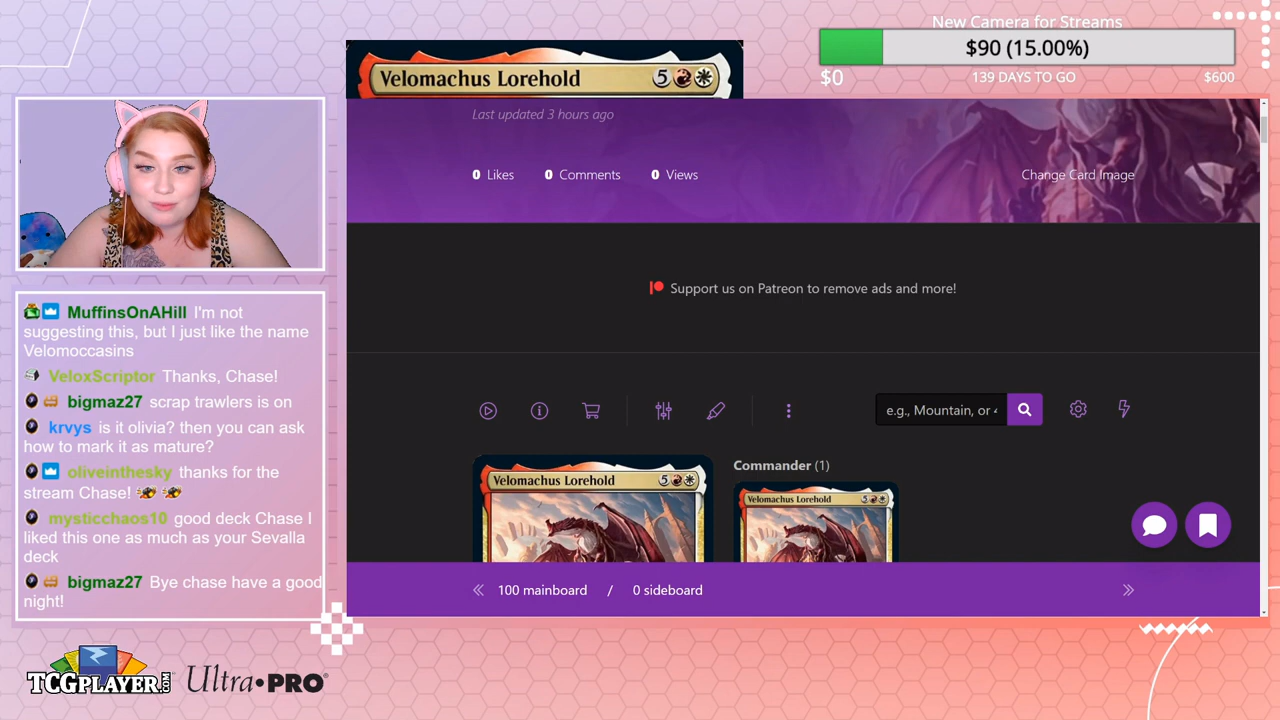 New Camera for Streams
$90 (15.00%)
$0
139 DAYS TO GO
$600
Velomachus Lorehold
5
Last updated 3 hours ago
0 Likes
0 Comments
0 Views
Change Card Image
Support us on Patreon to remove ads and more!
MuffinsOnAHill I'm not
suggesting this, but I just like the name
Velomoccasins
VeloxScriptor Thanks, Chase!
bigmaz27 scrap trawlers is on
krvys is it olivia? then you can ask
how to mark it as mature?
oliveinthesky thanks for the
stream Chase!
mysticchaos10 good deck Chase I
liked this one as much as your Sevalla
deck
bigmaz27 Bye chase have a good
night!
e.g., Mountain, or
Velomachus Lorehold
5
Commander (1)
Velomachus Lorehold
5
100 mainboard / 0 sideboard
TCGPLAYER.COM
Ultra•PRO